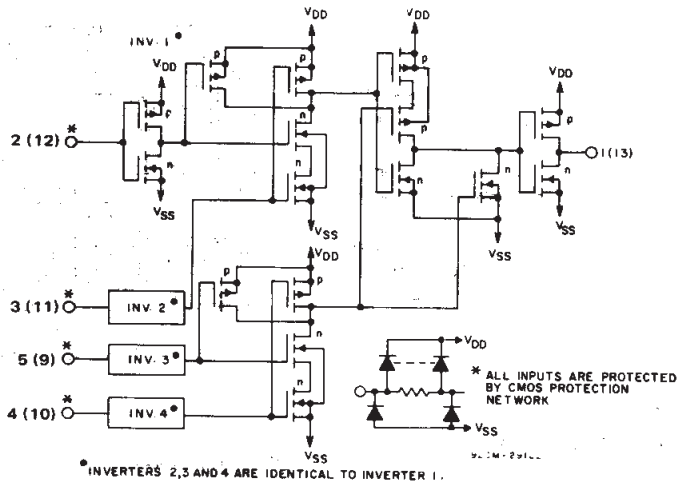 INV. 1 •
VDD
VDD
VDD
VDD
p
p
p
p
p
p
n
n
n
n
n
n
2 (12) *
1(13)
VSS
VSS
VSS
VSS
VDD
3 (11) *
INV. 2 •
p
p
5 (9) *
INV. 3 •
n
n
4 (10) *
INV. 4 •
VSS
VDD
VSS
* ALL INPUTS ARE PROTECTED
BY CMOS PROTECTION
NETWORK
• INVERTERS 2,3 AND 4 ARE IDENTICAL TO INVERTER 1.